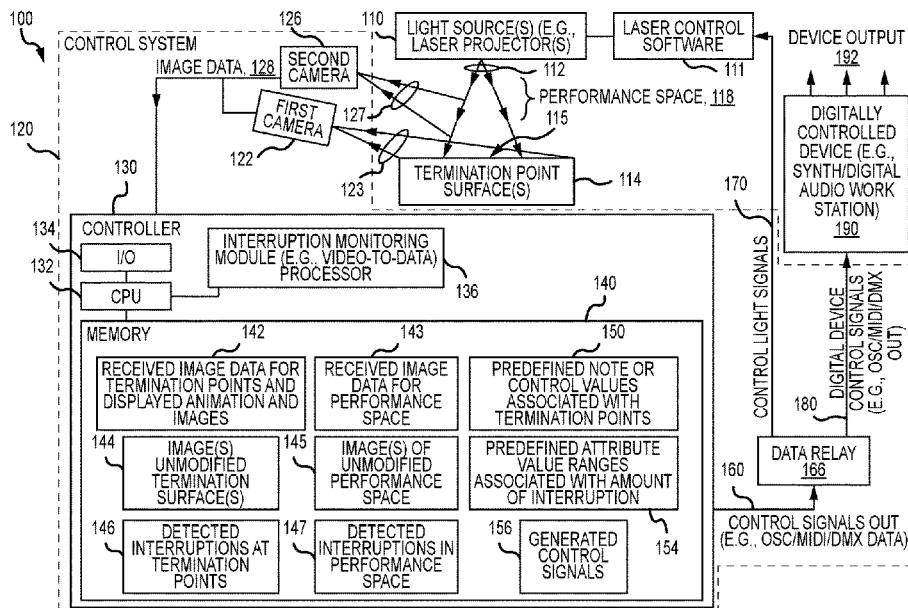 100
CONTROL SYSTEM
126
110
LIGHT SOURCE(S) (E.G.,
LASER PROJECTOR(S)
LASER CONTROL
SOFTWARE
111
112
DEVICE OUTPUT
192
IMAGE DATA, 128
SECOND
CAMERA
127
PERFORMANCE SPACE, 118
FIRST
CAMERA
122
115
123
120
TERMINATION POINT
SURFACE(S)
114
DIGITALLY
CONTROLLED
DEVICE (E.G.,
SYNTH/DIGITAL
AUDIO WORK
STATION)
190
170
130
CONTROLLER
134
I/O
132
CPU
INTERRUPTION MONITORING
MODULE (E.G., VIDEO-TO-DATA)
PROCESSOR
136
CONTROL LIGHT SIGNALS
DIGITAL DEVICE
CONTROL SIGNALS
(E.G., OSC/MIDI/DMX
OUT)
180
140
MEMORY
142
143
150
RECEIVED IMAGE DATA FOR
TERMINATION POINTS AND
DISPLAYED ANIMATION AND
IMAGES
RECEIVED IMAGE
DATA FOR
PERFORMANCE
SPACE
PREDEFINED NOTE OR
CONTROL VALUES
ASSOCIATED WITH
TERMINATION POINTS
144
IMAGE(S)
UNMODIFIED
TERMINATION
SURFACE(S)
145
IMAGE(S) OF
UNMODIFIED
PERFORMANCE
SPACE
PREDEFINED ATTRIBUTE
VALUE RANGES
ASSOCIATED WITH AMOUNT
OF INTERRUPTION
154
160
DATA RELAY
166
CONTROL SIGNALS OUT
(E.G., OSC/MIDI/DMX DATA)
146
DETECTED
INTERRUPTIONS AT
TERMINATION
POINTS
147
DETECTED
INTERRUPTIONS IN
PERFORMANCE
SPACE
156
GENERATED
CONTROL
SIGNALS